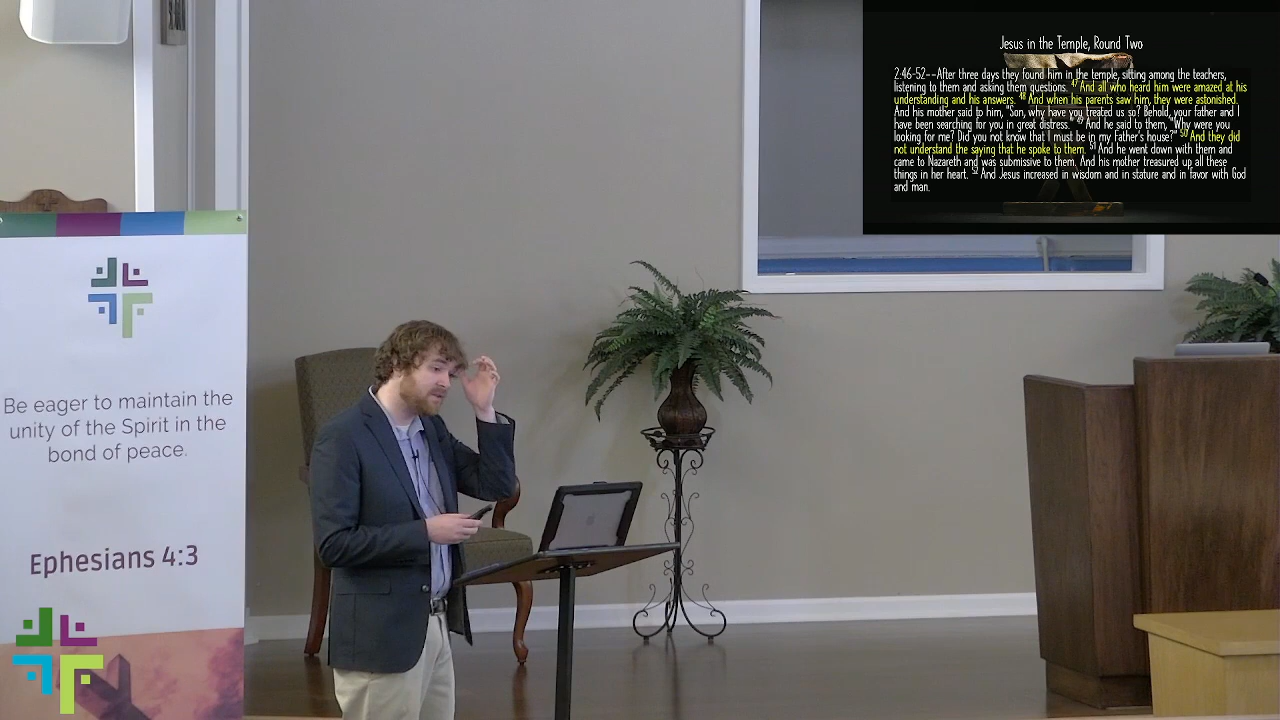 Jesus in the Temple, Round Two
2.46-52--After three days they found him in the temple, sitting among the teachers,
listening to them and asking them questions. 47 And all who heard him were amazed at his
understanding and his answers. 48 And when his parents saw him, they were astonished.
And his mother said to him, "Son, why have you treated us so? Behold, your father and I
have been searching for you in great distress." 49 And he said to them, "Why were you
looking for me? Did you not know that I must be in my Father's house?" 50 And they did
not understand the saying that he spoke to them. 51 And he went down with them and
came to Nazareth and was submissive to them. And his mother treasured up all these
things in her heart. 52 And Jesus increased in wisdom and in stature and in favor with God
and man.
Be eager to maintain the
unity of the Spirit in the
bond of peace.
Ephesians 4:3